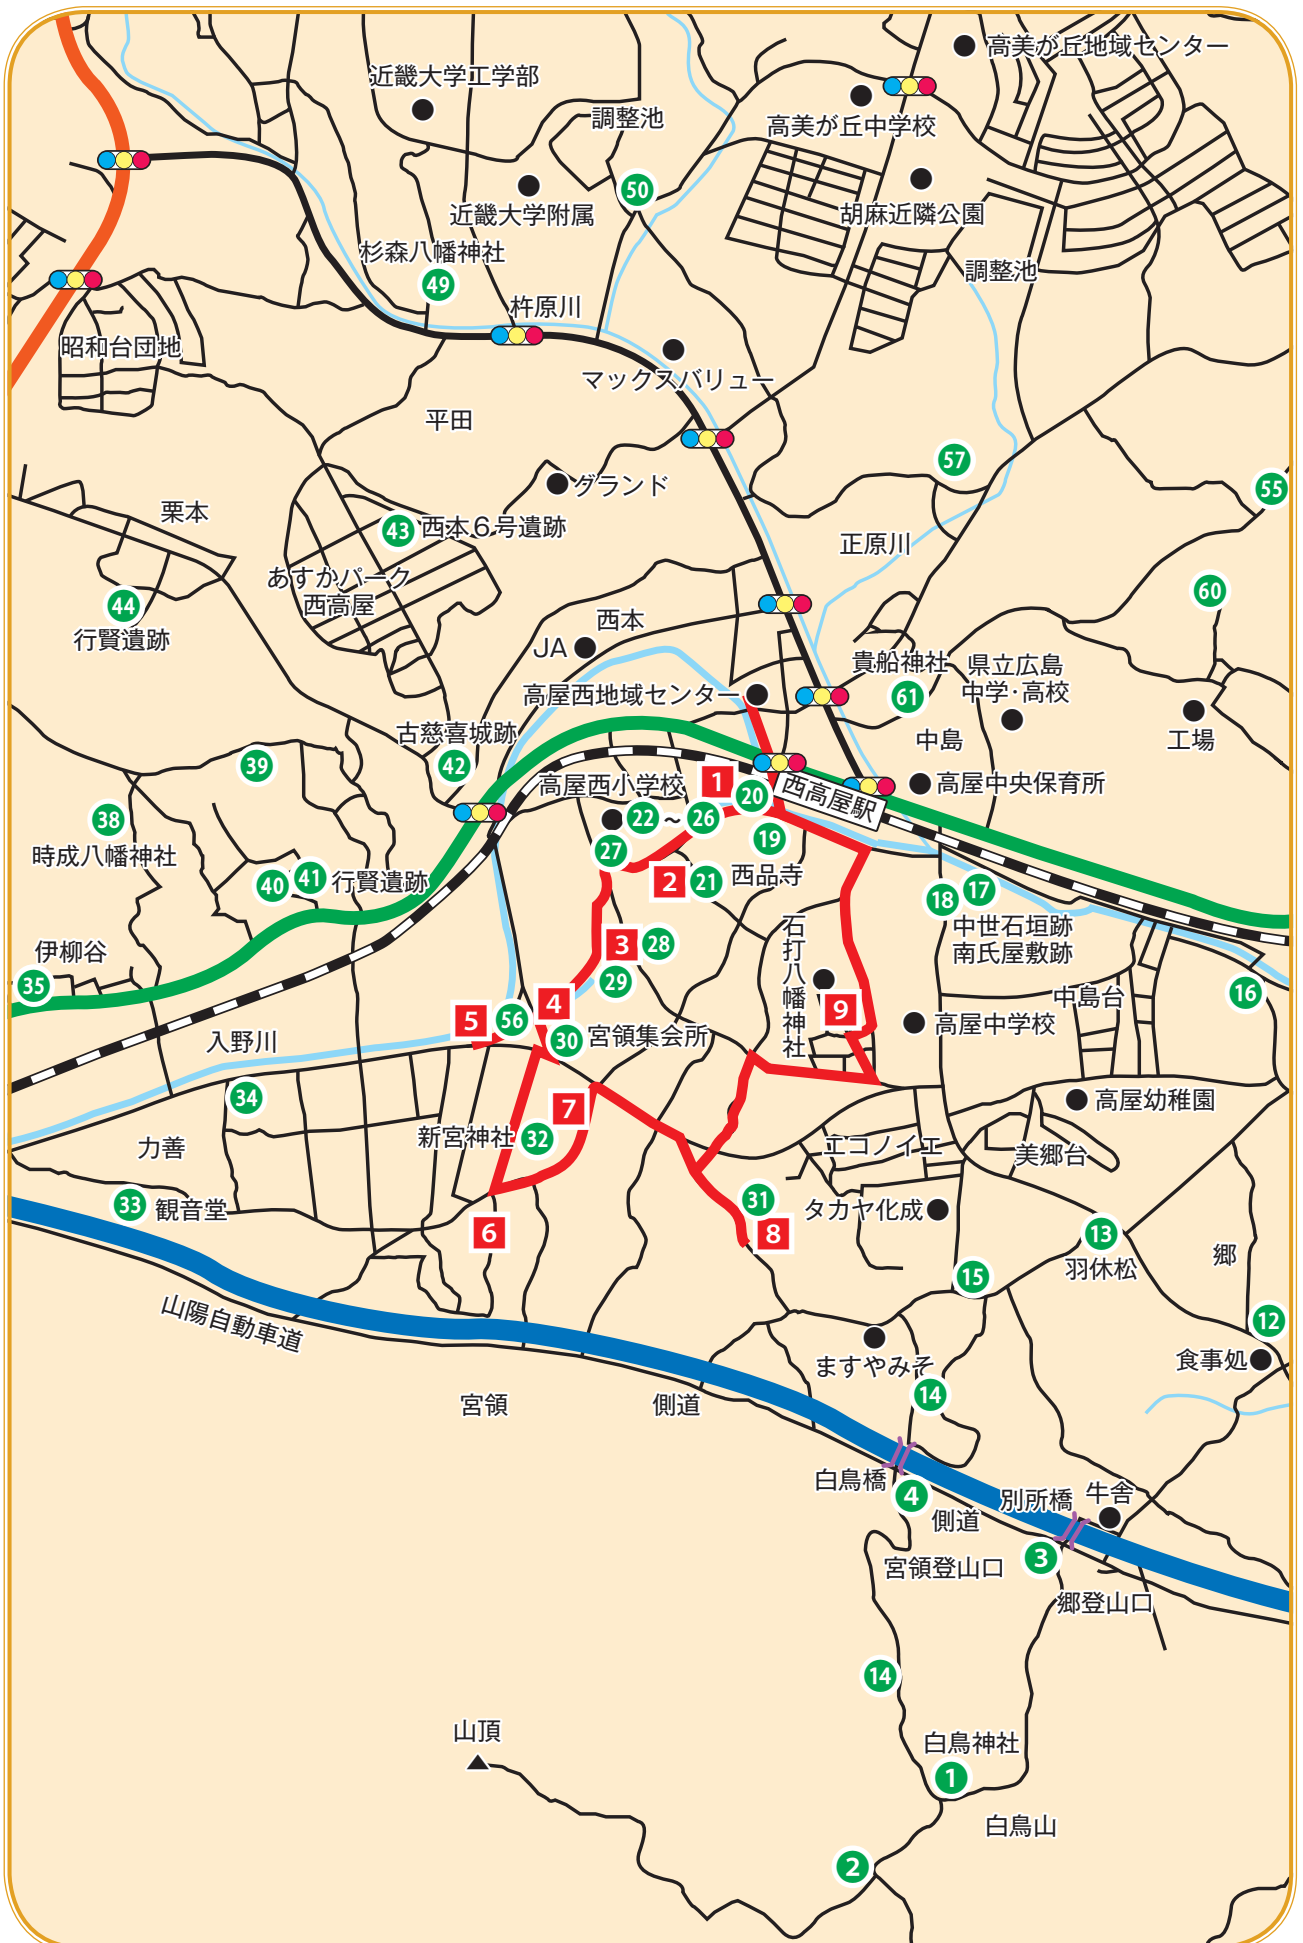 高美が丘地域センター
近畿大学工学部
調整池
高美が丘中学校
50
近畿大学附属
胡麻近隣公園
杉森八幡神社
49
調整池
杵原川
昭和台団地
マックスバリュー
平田
57
グランド
55
栗本
43 西本6号遺跡
正原川
あすかパーク
西高屋
44
行賢遺跡
60
西本
JA
貴船神社
61
県立広島
中学・高校
高屋西地域センター
工場
古慈喜城跡
42
中島
39
高屋西小学校
1
20
西高屋駅
高屋中央保育所
38
時成八幡神社
22～26
19
27
40
41 行賢遺跡
2
21 西品寺
18
17
中世石垣跡
南氏屋敷跡
石打八幡神社
伊柳谷
35
3
28
29
16
中島台
4
9
5
56
高屋中学校
入野川
30 宮領集会所
34
7
高屋幼稚園
力善
新宮神社 32
エコノイエ
美郷台
33 観音堂
31
タカヤ化成
6
8
13
羽休松
郷
15
山陽自動車道
12
ますやみそ
食事処
14
宮領
側道
白鳥橋
4
側道
別所橋
牛舎
3
宮領登山口
郷登山口
14
山頂
白鳥神社
1
白鳥山
2